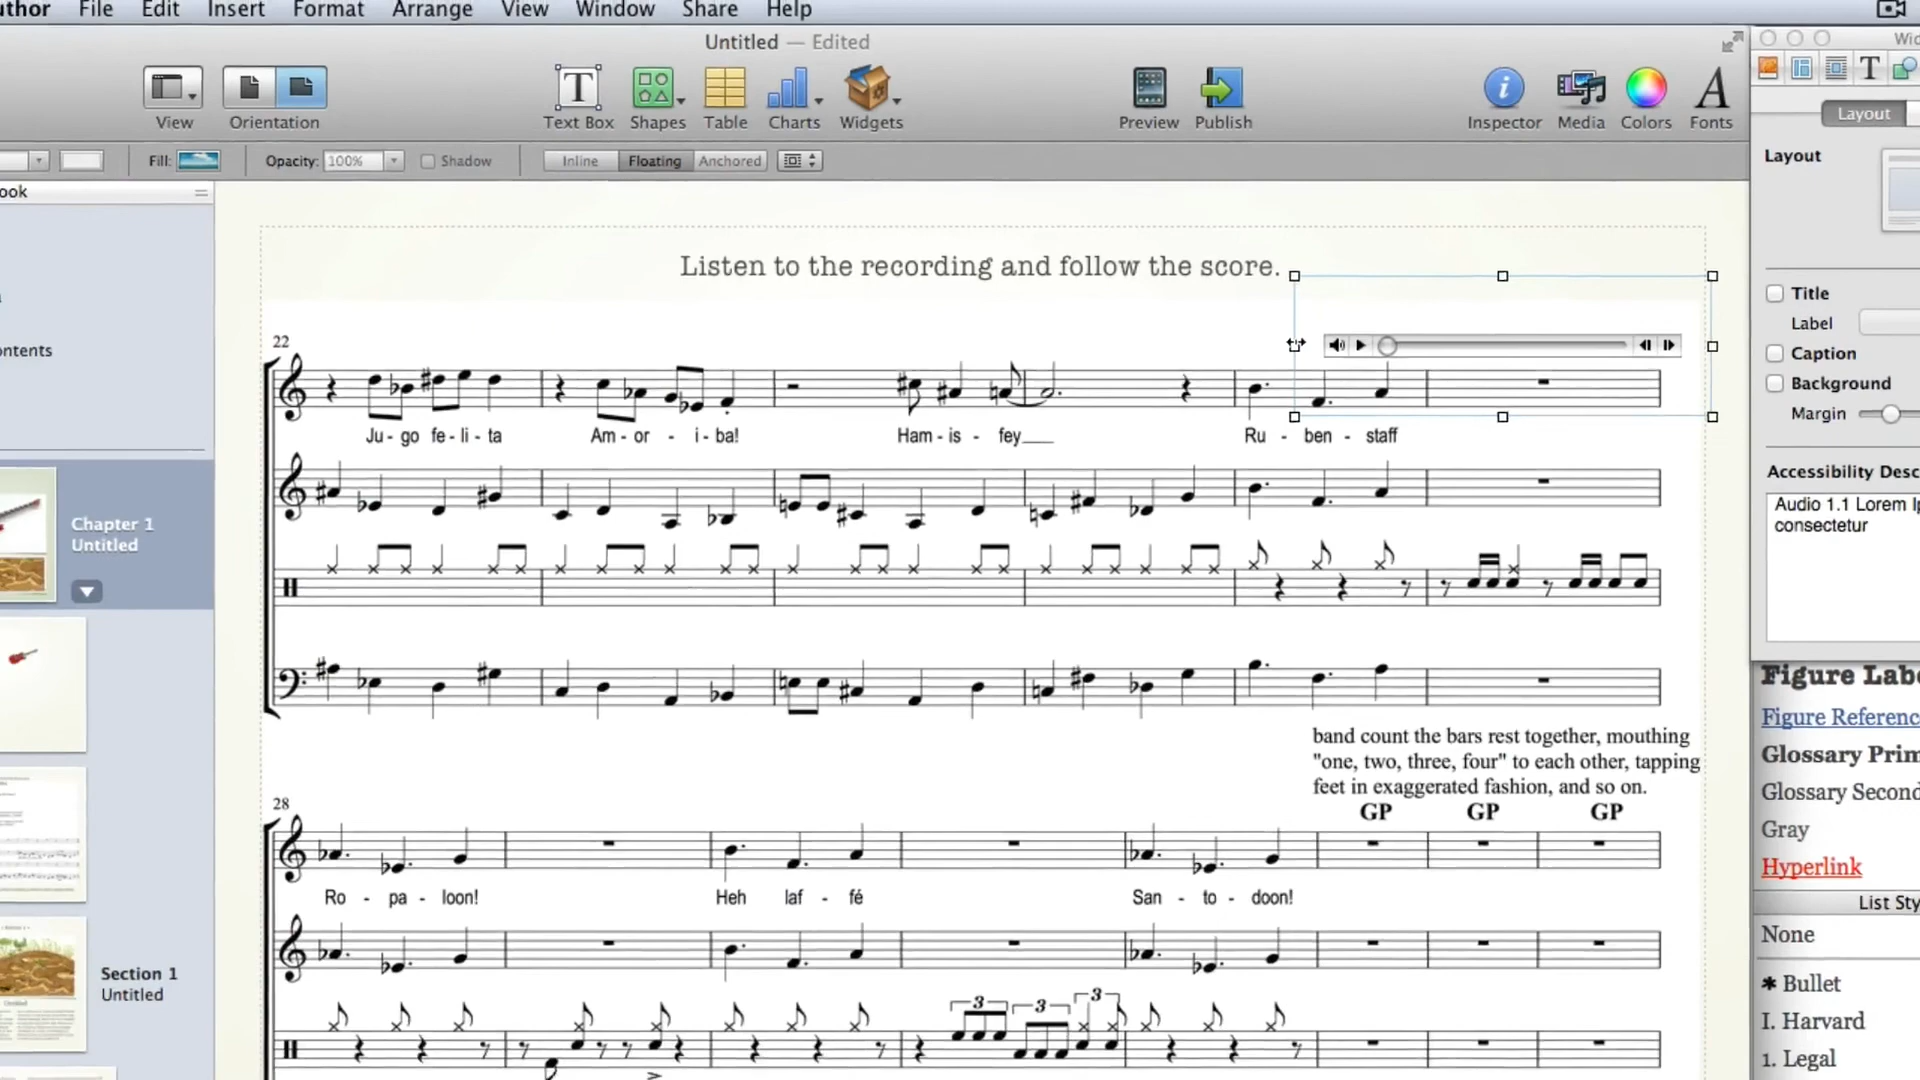 uthor File Edit Insert Format Arrange View Window Share Help
Untitled — Edited
View Orientation Text Box Shapes Table Charts Widgets Preview Publish Inspector Media Colors Fonts
Fill: Opacity: 100% Shadow Inline Floating Anchored
ook
ontents
Chapter 1
Untitled
Section 1
Untitled
Listen to the recording and follow the score.
22
Ju - go fe - li - ta Am - or - i - ba! Ham - is - fey Ru - ben - staff
band count the bars rest together, mouthing
"one, two, three, four" to each other, tapping
feet in exaggerated fashion, and so on.
28
GP GP GP
Ro - pa - loon! Heh laf - fé San - to - doon!
3 3 3
Layout
Layout
Title
Label
Caption
Background
Margin
Accessibility Desc
Audio 1.1 Lorem Ip
consectetur
Figure Labe
Figure Referenc
Glossary Prim
Glossary Second
Gray
Hyperlink
List Sty
None
* Bullet
I. Harvard
1. Legal